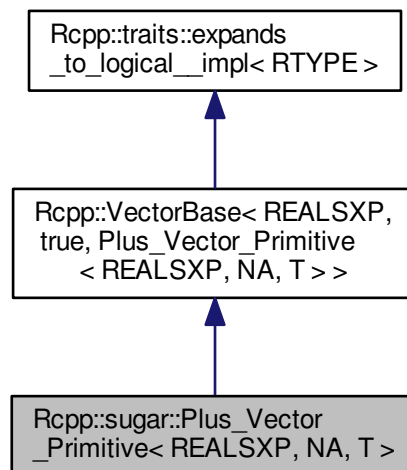 Rcpp::traits::expands
_to_logical__impl< RTYPE >
Rcpp::VectorBase< REALSXP,
true, Plus_Vector_Primitive
< REALSXP, NA, T > >
Rcpp::sugar::Plus_Vector
_Primitive< REALSXP, NA, T >